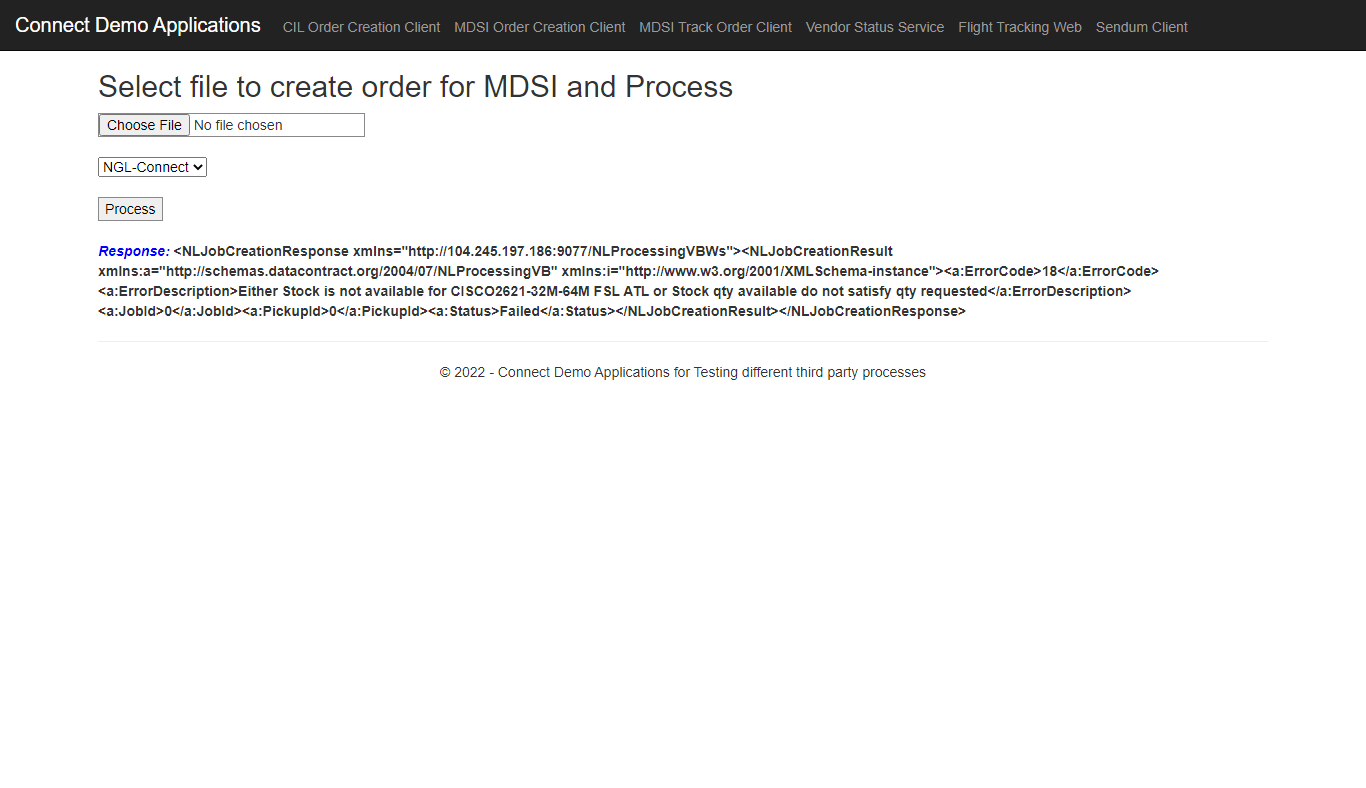 Connect Demo Applications CIL Order Creation Client MDSI Order Creation Client MDSI Track Order Client Vendor Status Service Flight Tracking Web Sendum Client
Select file to create order for MDSI and Process
Choose File No file chosen
NGL-Connect
Process
Response: <NLJobCreationResponse xmlns="http://104.245.197.186:9077/NLProcessingVBWs"><NLJobCreationResult
xmlns:a="http://schemas.datacontract.org/2004/07/NLProcessingVB" xmlns:i="http://www.w3.org/2001/XMLSchema-instance"><a:ErrorCode>18</a:ErrorCode>
<a:ErrorDescription>Either Stock is not available for CISCO2621-32M-64M FSL ATL or Stock qty available do not satisfy qty requested</a:ErrorDescription>
<a:JobId>0</a:JobId><a:PickupId>0</a:PickupId><a:Status>Failed</a:Status></NLJobCreationResult></NLJobCreationResponse>
© 2022 - Connect Demo Applications for Testing different third party processes